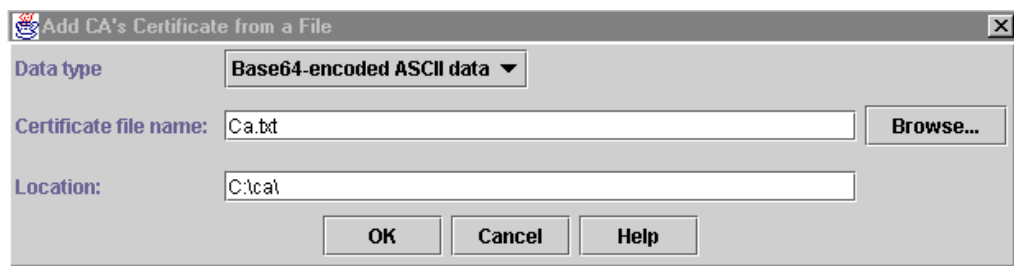 Add CA's Certificate from a File
Data type Base64-encoded ASCII data
Certificate file name: Ca.txt Browse...
Location: C:\ca\
OK Cancel Help